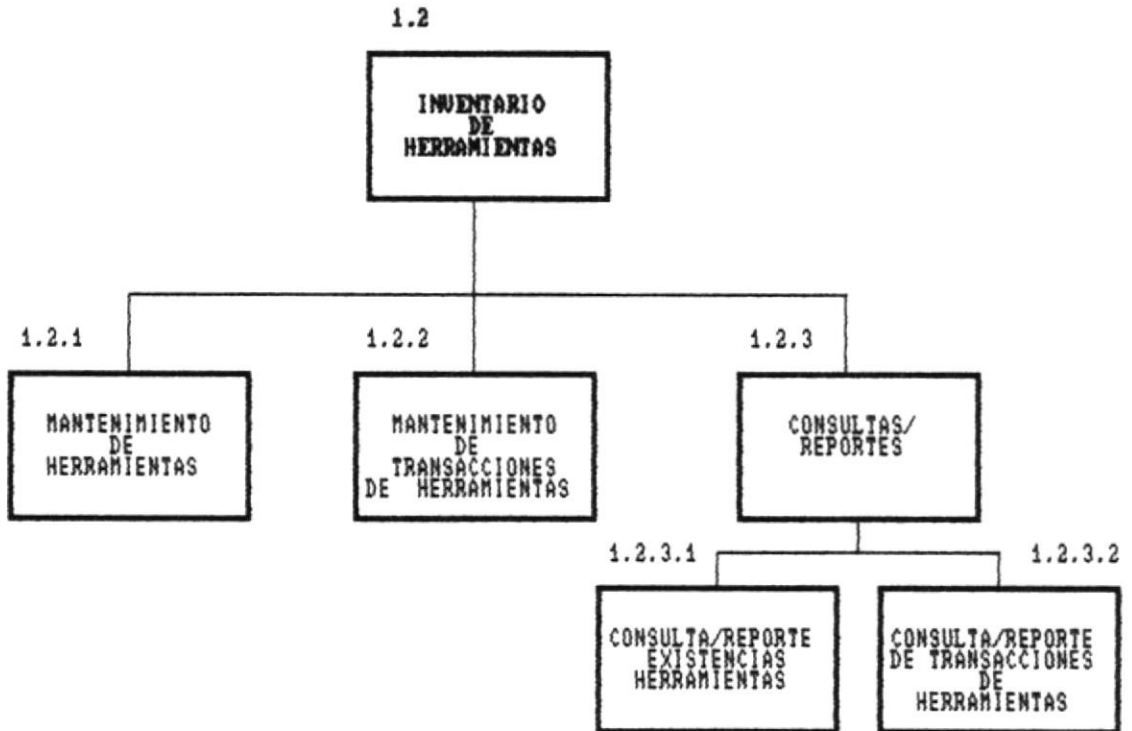 1.2
INVENTARIO
DE
HERRAMIENTAS
1.2.1
MANTENIMIENTO
DE
HERRAMIENTAS
1.2.2
MANTENIMIENTO
DE
TRANSACCIONES
DE HERRAMIENTAS
1.2.3
CONSULTAS/
REPORTES
1.2.3.1
CONSULTA/REPORTE
EXISTENCIAS
HERRAMIENTAS
1.2.3.2
CONSULTA/REPORTE
DE TRANSACCIONES
DE
HERRAMIENTAS